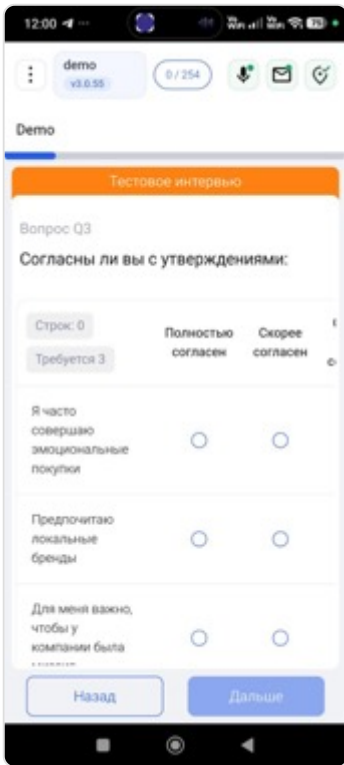 12:00
75
demo
v3.0.55
0 / 254
Demo
Тестовое интервью
Вопрос Q3
Согласны ли вы с утверждениями:
Строк: 0
Требуется 3
Полностью
согласен
Скорее
согласен
Я часто
совершаю
эмоциональные
покупки
Предпочитаю
локальные
бренды
Для меня важно,
чтобы у
компании была
Назад
Дальше